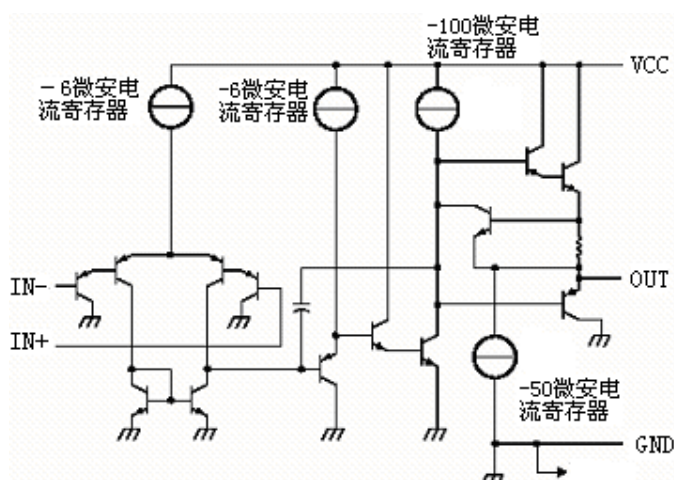 -100微安电
流寄存器
VCC
-6微安电
流寄存器
-6微安电
流寄存器
IN-
OUT
IN+
-50微安电
流寄存器
GND